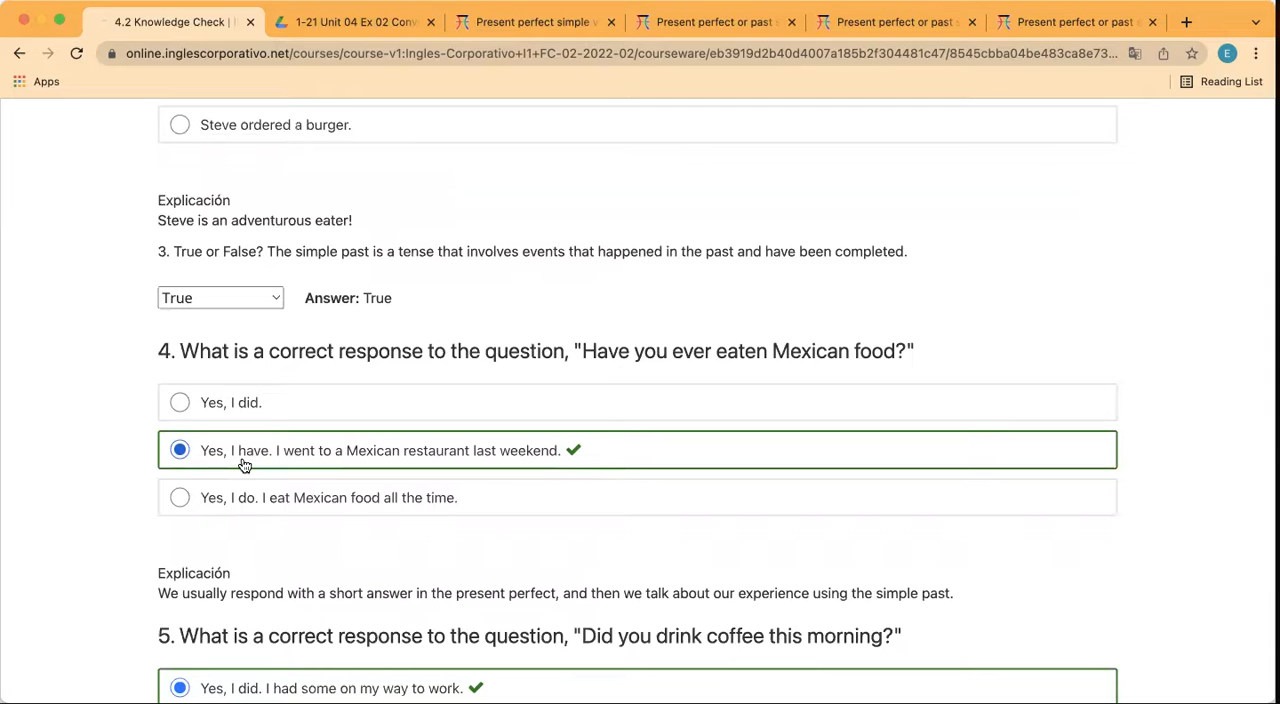 4.2 Knowledge Check |
1-21 Unit 04 Ex 02 Conv
Present perfect simple v
Present perfect or past s
Present perfect or past s
Present perfect or past s
online.inglescorporativo.net/courses/course-v1:Ingles-Corporativo+I1+FC-02-2022-02/courseware/eb3919d2b40d4007a185b2f304481c47/8545cbba04be483ca8e73...
E
Apps
Reading List
Steve ordered a burger.
Explicación
Steve is an adventurous eater!
3. True or False? The simple past is a tense that involves events that happened in the past and have been completed.
True
Answer: True
4. What is a correct response to the question, "Have you ever eaten Mexican food?"
Yes, I did.
Yes, I have. I went to a Mexican restaurant last weekend.
Yes, I do. I eat Mexican food all the time.
Explicación
We usually respond with a short answer in the present perfect, and then we talk about our experience using the simple past.
5. What is a correct response to the question, "Did you drink coffee this morning?"
Yes, I did. I had some on my way to work.